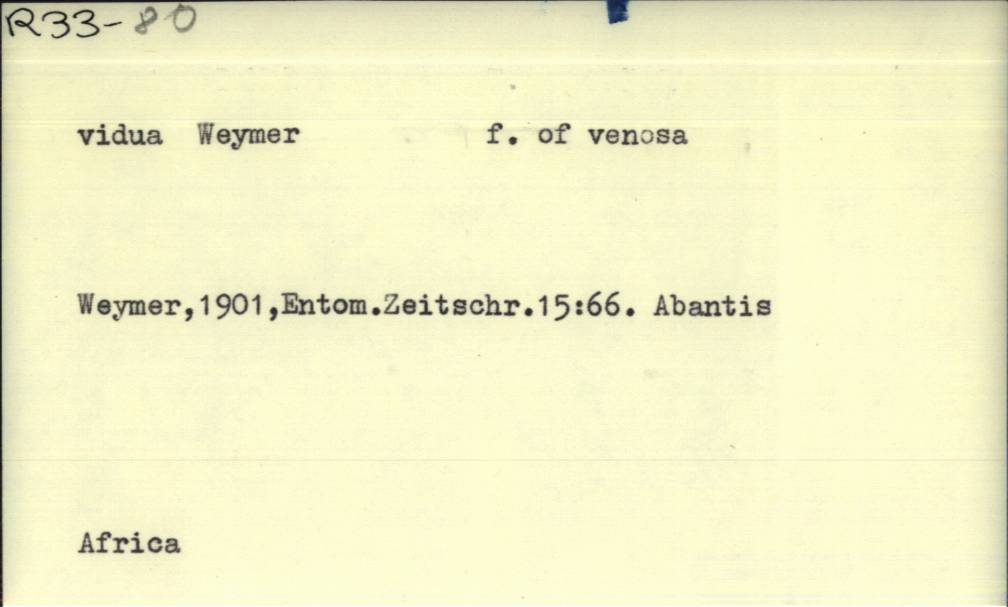 R33-80
vidua Weymer f. of venosa
Weymer,1901,Entom.Zeitschr.15:66. Abantis
Africa